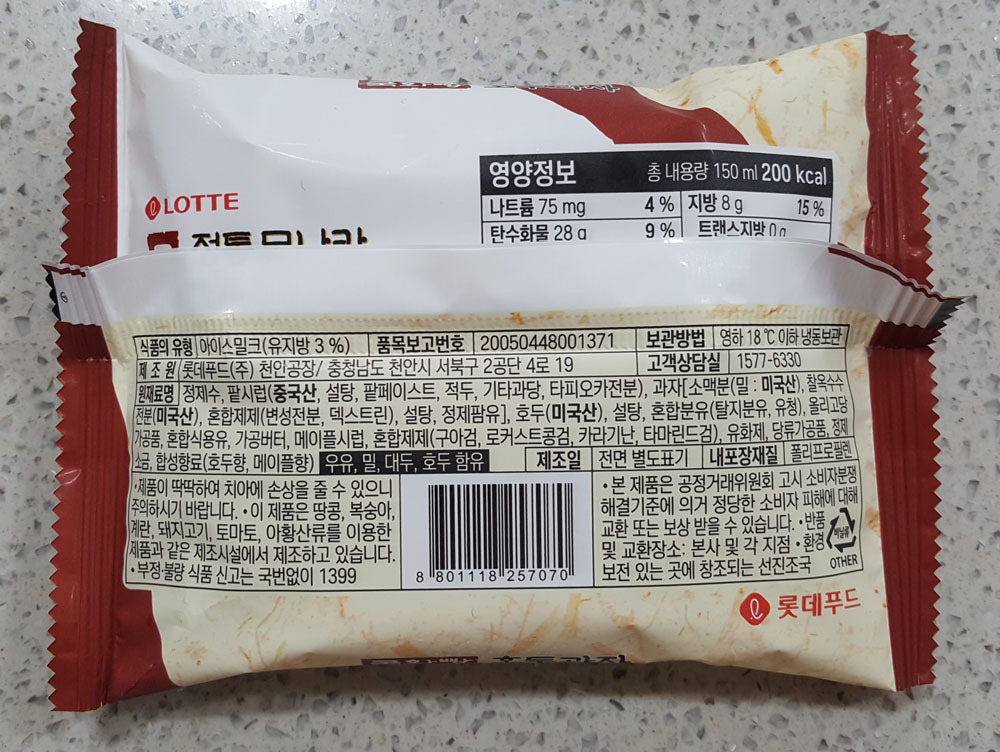 LOTTE
영양정보 총 내용량 150 ml 200 kcal
나트륨 75 mg 4 % 지방 8 g 15 %
탄수화물 28 g 9 % 트랜스지방 0 g
식품의 유형 아이스밀크(유지방 3 %) 품목보고번호 20050448001371 보관방법 영하 18 ℃ 이하 냉동보관
제 조 원 롯데푸드(주) 천안공장/ 충청남도 천안시 서북구 2공단 4로 19 고객상담실 1577-6330
원재료명 정제수, 팥시럽(중국산, 설탕, 팥페이스트, 적두, 기타과당, 타피오카전분), 과자[소맥분(밀 : 미국산), 찰옥수수
전분(미국산), 혼합제제(변성전분, 덱스트린), 설탕, 정제팜유], 호두(미국산), 설탕, 혼합분유(탈지분유, 유청), 올리고당
가공품, 혼합식용유, 가공버터, 메이플시럽, 혼합제제(구아검, 로커스트콩검, 카라기난, 타마린드검), 유화제, 당류가공품, 정제
소금, 합성향료(호두향, 메이플향) 우유, 밀, 대두, 호두 함유 제조일 전면 별도표기 내포장재질 폴리프로필렌
•제품이 딱딱하여 치아에 손상을 줄 수 있으니
주의하시기 바랍니다. •이 제품은 땅콩, 복숭아,
계란, 돼지고기, 토마토, 아황산류를 이용한
제품과 같은 제조시설에서 제조하고 있습니다.
•부정·불량 식품 신고는 국번없이 1399
8 801118 257070
•본 제품은 공정거래위원회 고시 소비자분쟁
해결기준에 의거 정당한 소비자 피해에 대해
교환 또는 보상 받을 수 있습니다. •반품
및 교환장소: 본사 및 각 지점 •환경
보전 있는 곳에 창조되는 선진조국
비닐류
OTHER
롯데푸드